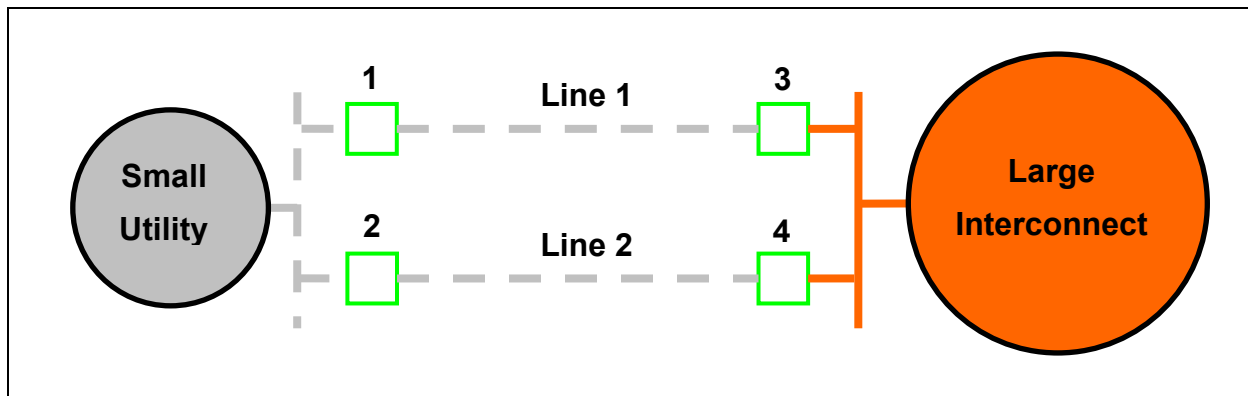 1
Line 1
3
Small
Utility
Large
Interconnect
2
Line 2
4